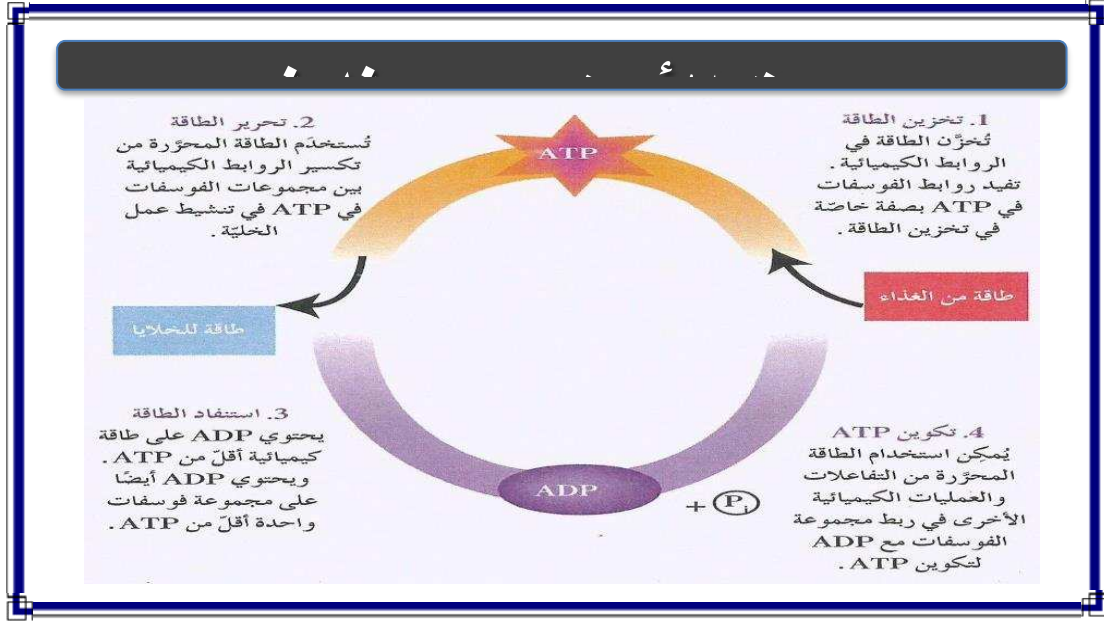 1. تخزين الطاقة
تُخزَّن الطاقة في
الروابط الكيميائية .
تفيد روابط الفوسفات
في ATP بصفة خاصّة
في تخزين الطاقة .
2. تحرير الطاقة
تُستخدَم الطاقة المحرَّرة من
تكسير الروابط الكيميائية
بين مجموعات الفوسفات
في ATP في تنشيط عمل
الخليّة .
ATP
طاقة من الغذاء
طاقة للخلايا
3. استنفاد الطاقة
يحتوي ADP على طاقة
كيميائية أقلّ من ATP .
ويحتوي ADP أيضًا
على مجموعة فوسفات
واحدة أقلّ من ATP .
4. تكوين ATP
يُمكِن استخدام الطاقة
المحرَّرة من التفاعلات
والعمليات الكيميائية
الأخرى في ربط مجموعة
الفوسفات مع ADP
لتكوين ATP .
ADP
+ Pi